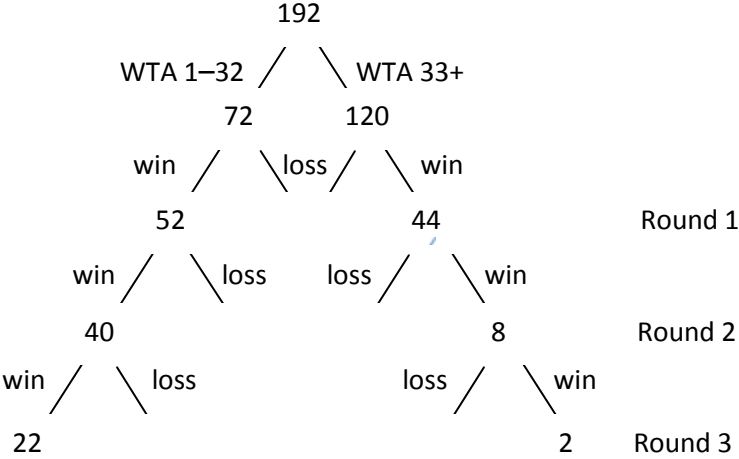 192
WTA 1–32 WTA 33+
72 120
win loss win
52 44 Round 1
win loss loss win
40 8 Round 2
win loss loss win
22 2 Round 3